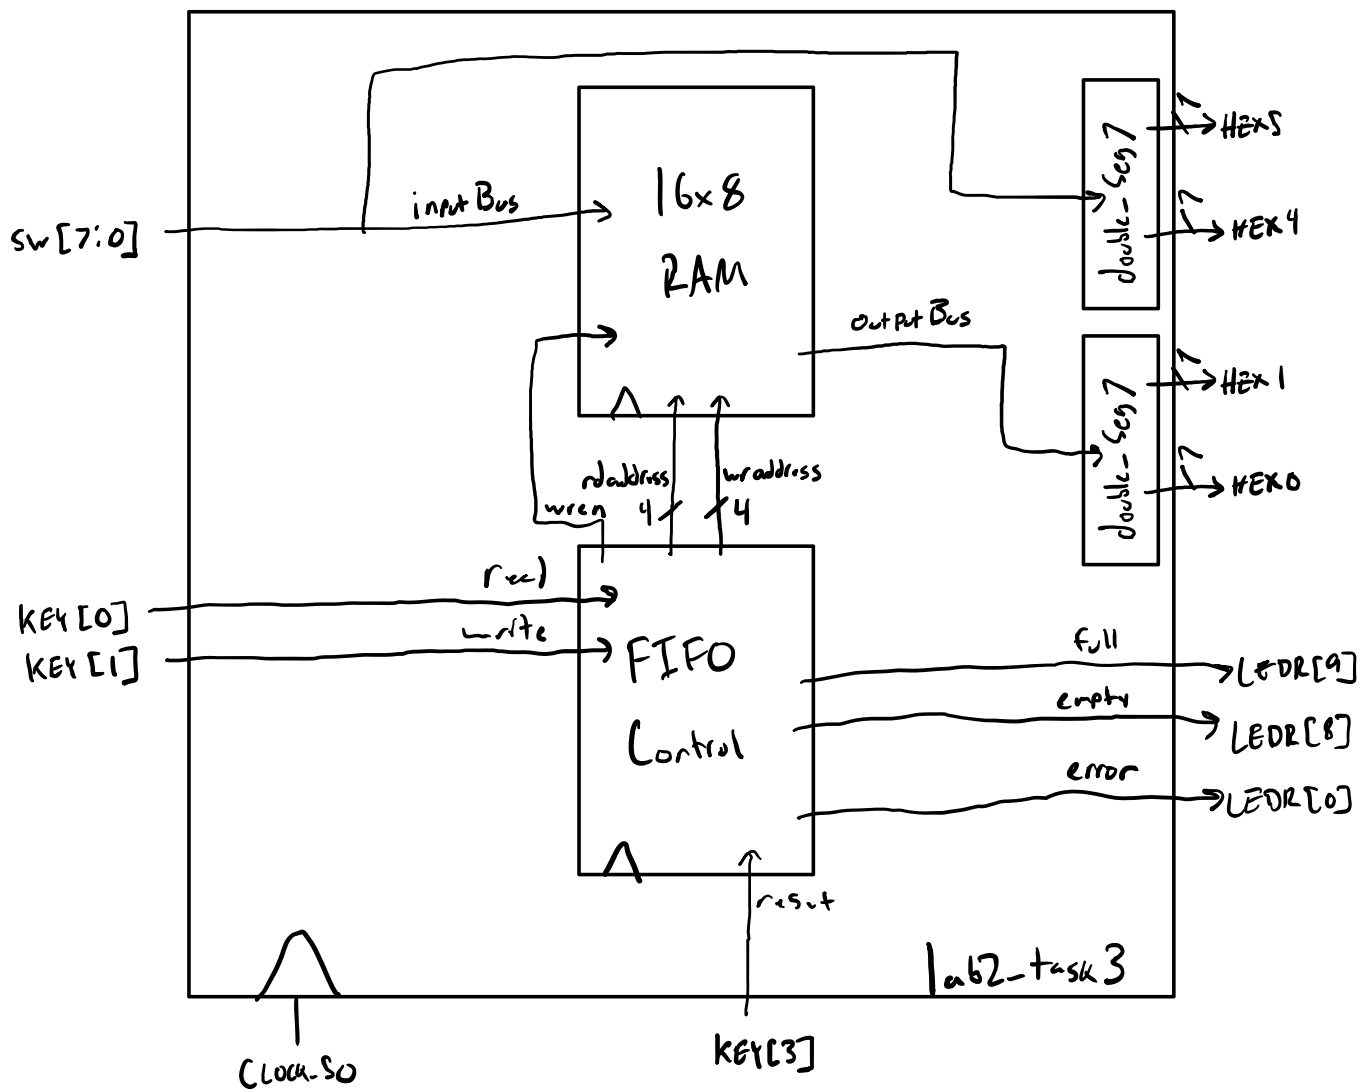 16x8
RAM
inputBus
SW[7:0]
outputBus
double_seg7
7
HEX5
7
HEX4
double_seg7
7
HEX1
7
HEX0
rdaddress
4
wraddress
4
wren
read
KEY[0]
write
KEY[1]
FIFO
Control
full
LEDR[9]
empty
LEDR[8]
error
LEDR[0]
reset
KEY[3]
lab2_task3
CLOCK_50